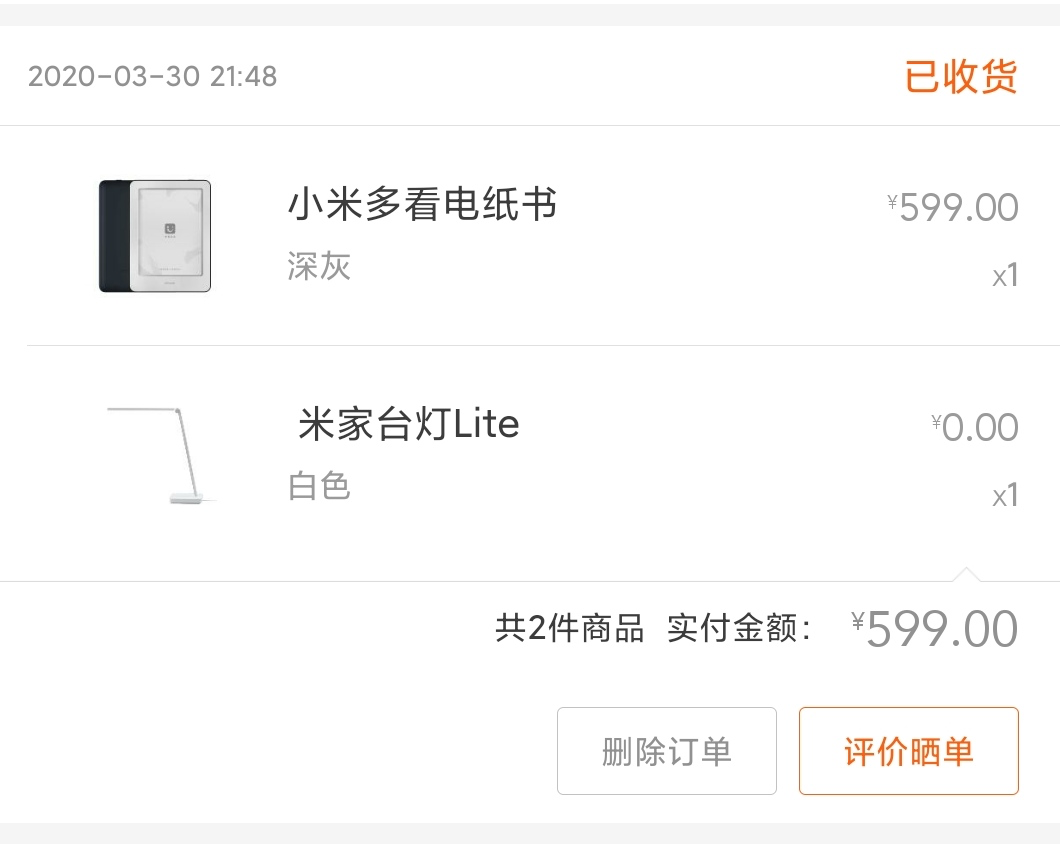 2020-03-30 21:48 已收货
小米多看电纸书 ¥599.00
深灰 x1
米家台灯Lite ¥0.00
白色 x1
共2件商品 实付金额： ¥599.00
删除订单 评价晒单